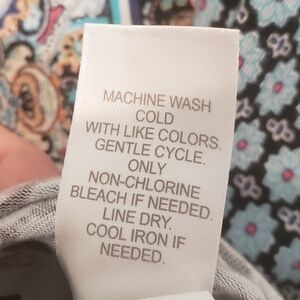 MACHINE WASH
COLD
WITH LIKE COLORS.
GENTLE CYCLE.
ONLY
NON-CHLORINE
BLEACH IF NEEDED.
LINE DRY.
COOL IRON IF
NEEDED.